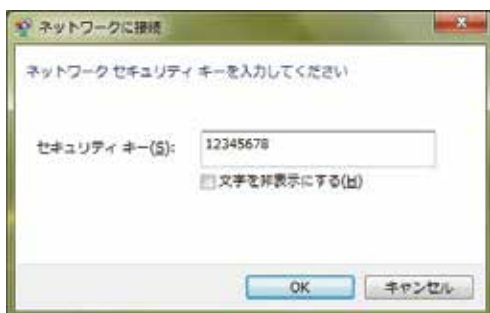 ネットワークに接続
ネットワーク セキュリティ キーを入力してください
セキュリティ キー(S):
12345678
文字を非表示にする(H)
OK
キャンセル